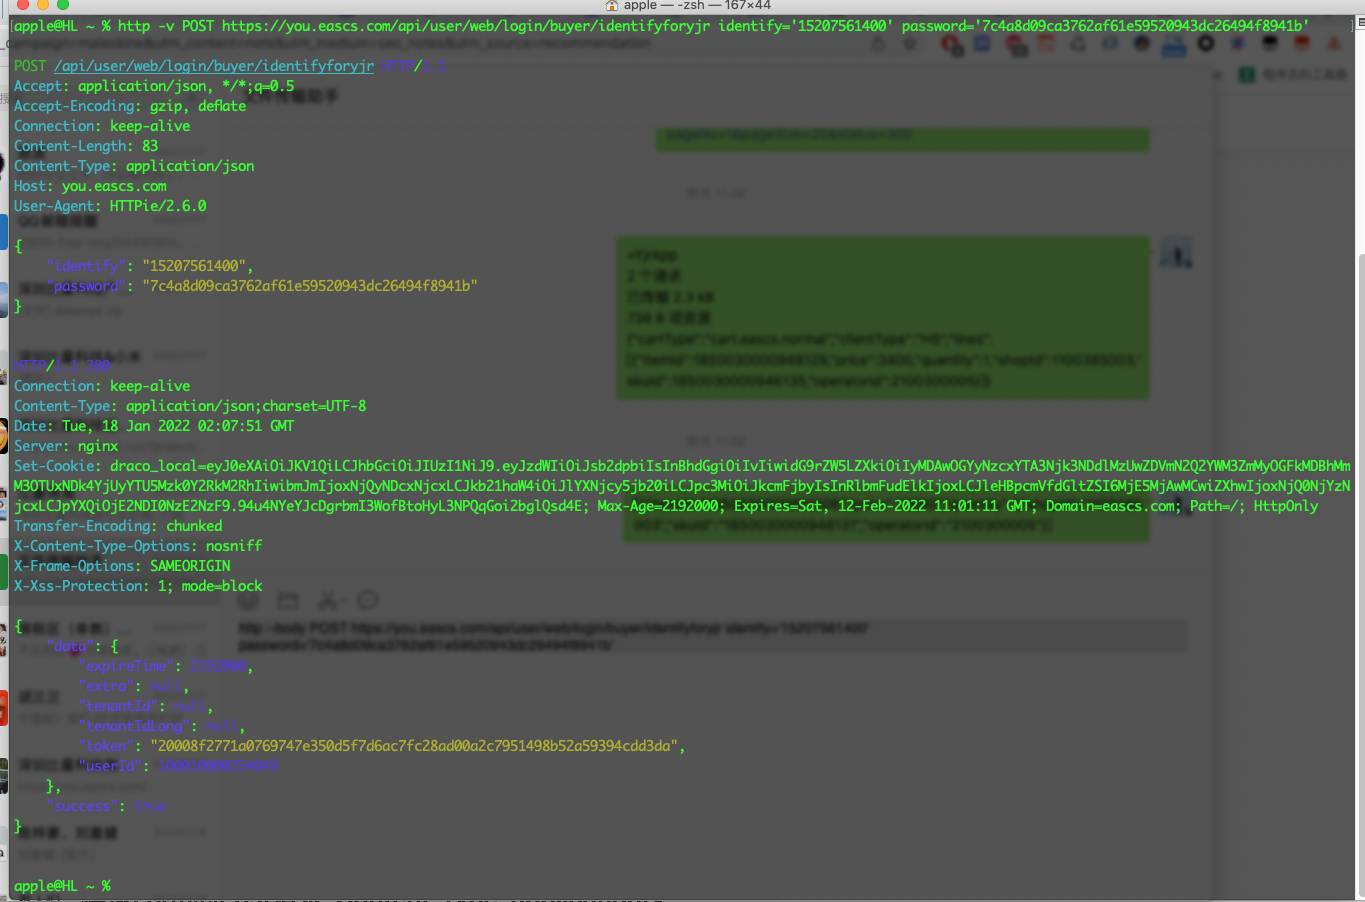 apple — -zsh — 167×44
apple@HL ~ % http -v POST https://you.eascs.com/api/user/web/login/buyer/identifyforyjr identify='15207561400' password='7c4a8d09ca3762af61e59520943dc26494f8941b'
POST /api/user/web/login/buyer/identifyforyjr HTTP/1.1
Accept: application/json, */*;q=0.5
Accept-Encoding: gzip, deflate
Connection: keep-alive
Content-Length: 83
Content-Type: application/json
Host: you.eascs.com
User-Agent: HTTPie/2.6.0
{
"identify": "15207561400",
"password": "7c4a8d09ca3762af61e59520943dc26494f8941b"
}
HTTP/1.1 200
Connection: keep-alive
Content-Type: application/json;charset=UTF-8
Date: Tue, 18 Jan 2022 02:07:51 GMT
Server: nginx
Set-Cookie: draco_local=eyJ0eXAiOiJKV1QiLCJhbGciOiJIUzI1NiJ9.eyJzdWIiOiJsb2dpbiIsInBhdGgiOiIvIiwidG9rZW5LZXkiOiIyMDAwOGYyNzcxYTA3Njk3NDdlMzUwZDVmN2Q2YWM3ZmMyOGFkMDBhMm
M3OTUxNDk4YjUyYTU5Mzk0Y2RkM2RhIiwibmJmIjoxNjQyNDcxNjcxLCJkb21haW4iOiJlYXNjcy5jb20iLCJpc3MiOiJkcmFjbyIsInRlbmFudElkIjoxLCJleHBpcmVfdGltZSI6MjE5MjAwMCwiZXhwIjoxNjQ0NjYzN
jcxLCJpYXQiOjE2NDI0NzE2NzF9.94u4NYeYJcDgrbmI3WofBtoHyL3NPQqGoi2bglQsd4E; Max-Age=2192000; Expires=Sat, 12-Feb-2022 11:01:11 GMT; Domain=eascs.com; Path=/; HttpOnly
Transfer-Encoding: chunked
X-Content-Type-Options: nosniff
X-Frame-Options: SAMEORIGIN
X-Xss-Protection: 1; mode=block
{
"data": {
"expireTime": 2192000,
"extra": null,
"tenantId": null,
"tenantIdLong": null,
"token": "20008f2771a0769747e350d5f7d6ac7fc28ad00a2c7951498b52a59394cdd3da",
"userId":
},
"success": true
}
apple@HL ~ %